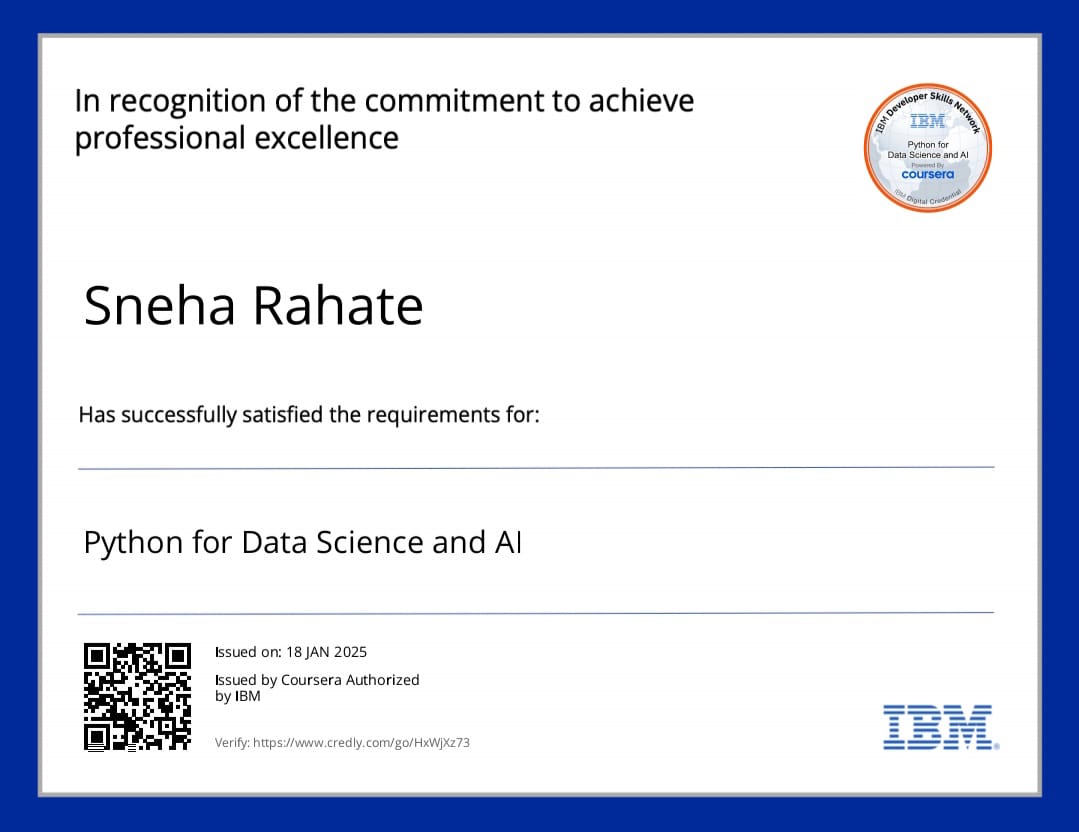 In recognition of the commitment to achieve
professional excellence
IBM Developer Skills Network
IBM
Python for
Data Science and AI
Powered By
coursera
IBM Digital Credential
Sneha Rahate
Has successfully satisfied the requirements for:
Python for Data Science and AI
Issued on: 18 JAN 2025
Issued by Coursera Authorized
by IBM
Verify: https://www.credly.com/go/HxWjXz73
IBM®